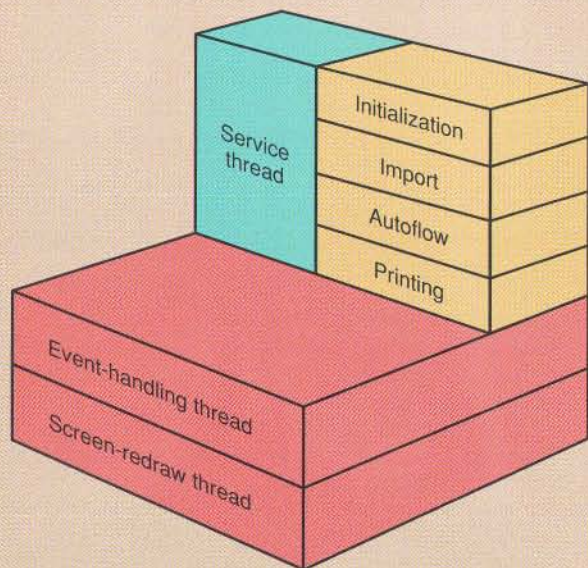 Service
thread
Initialization
Import
Autoflow
Printing
Event-handling thread
Screen-redraw thread